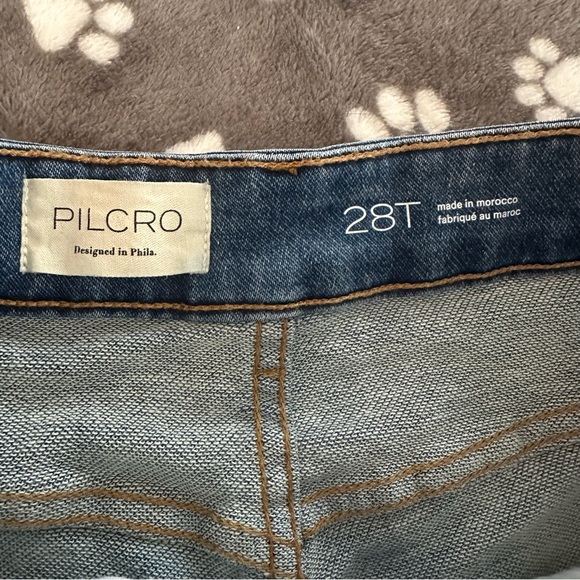 PILCRO
Designed in Phila.
28T
made in morocco
fabriqué au maroc